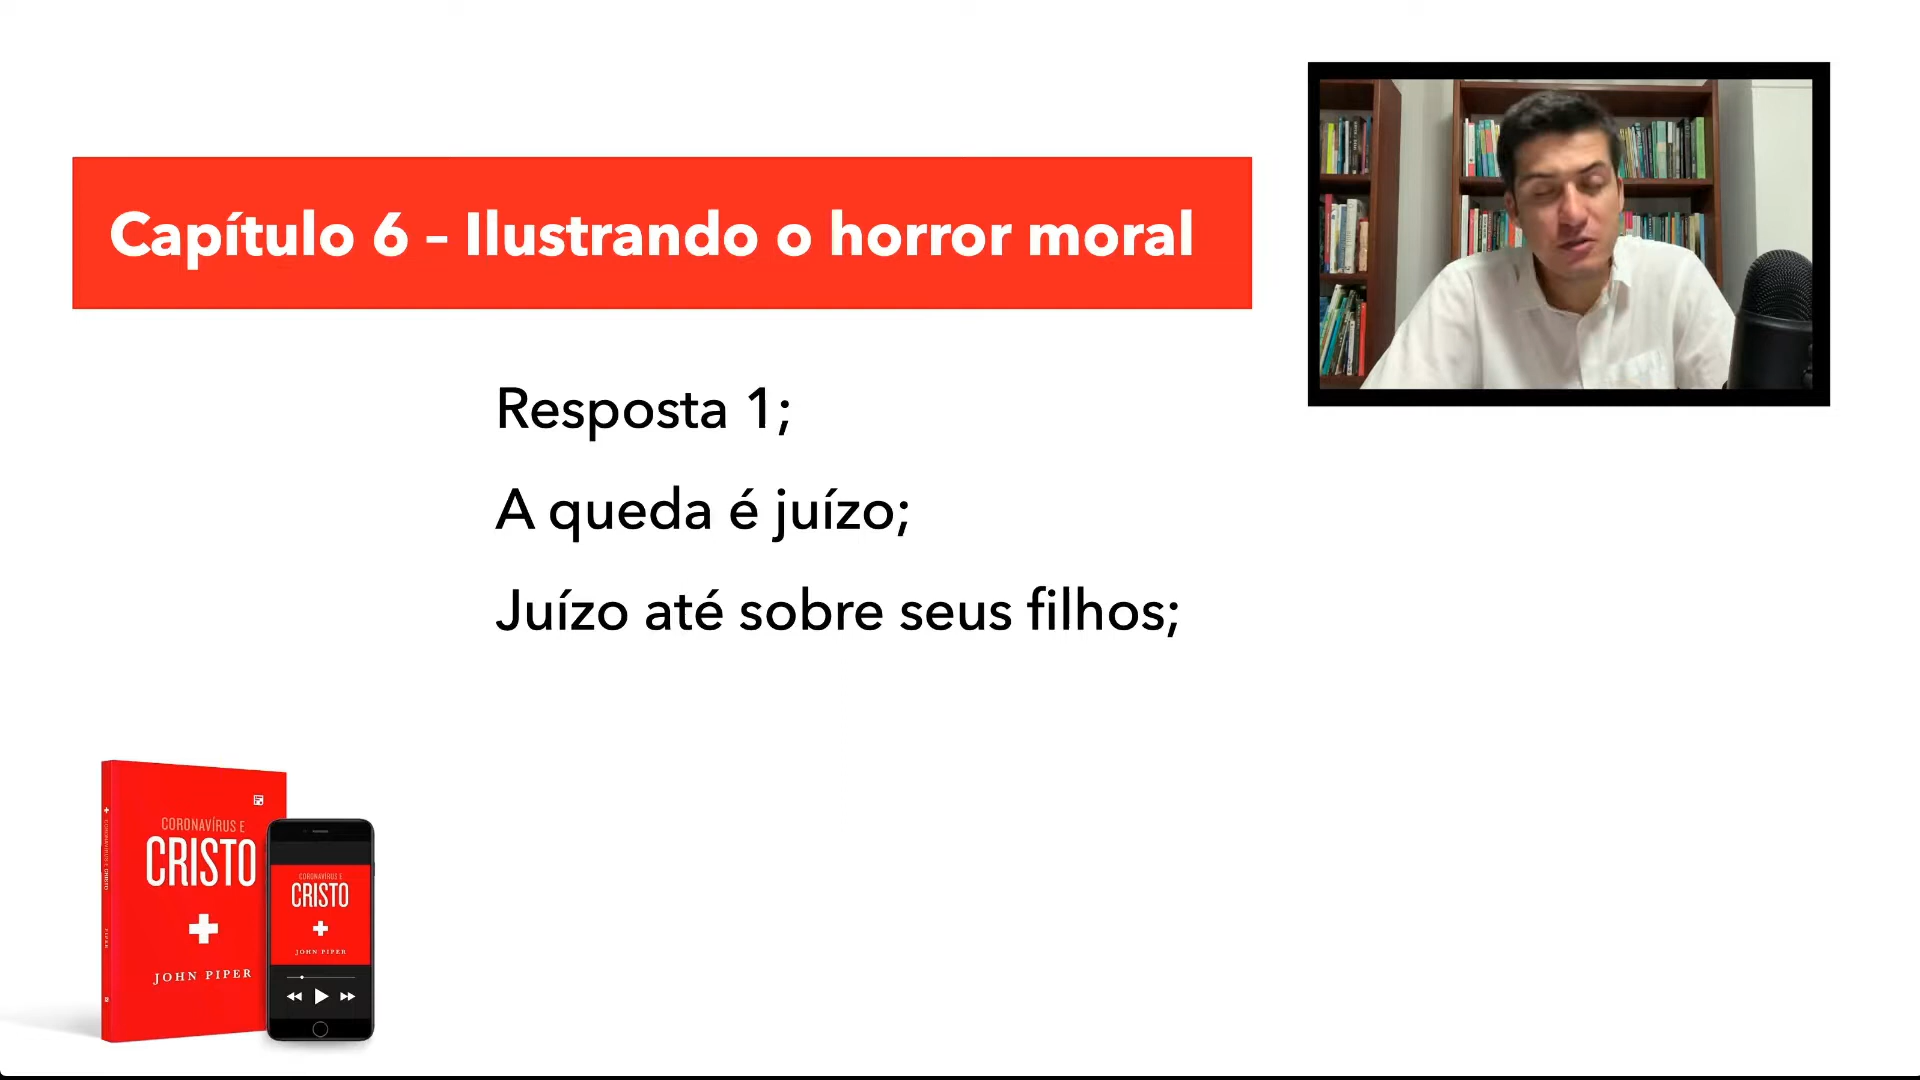 Capítulo 6 – Ilustrando o horror moral
Resposta 1;
A queda é juízo;
Juízo até sobre seus filhos;
CORONAVÍRUS E
CRISTO
JOHN PIPER
CORONAVÍRUS E
CRISTO
JOHN PIPER